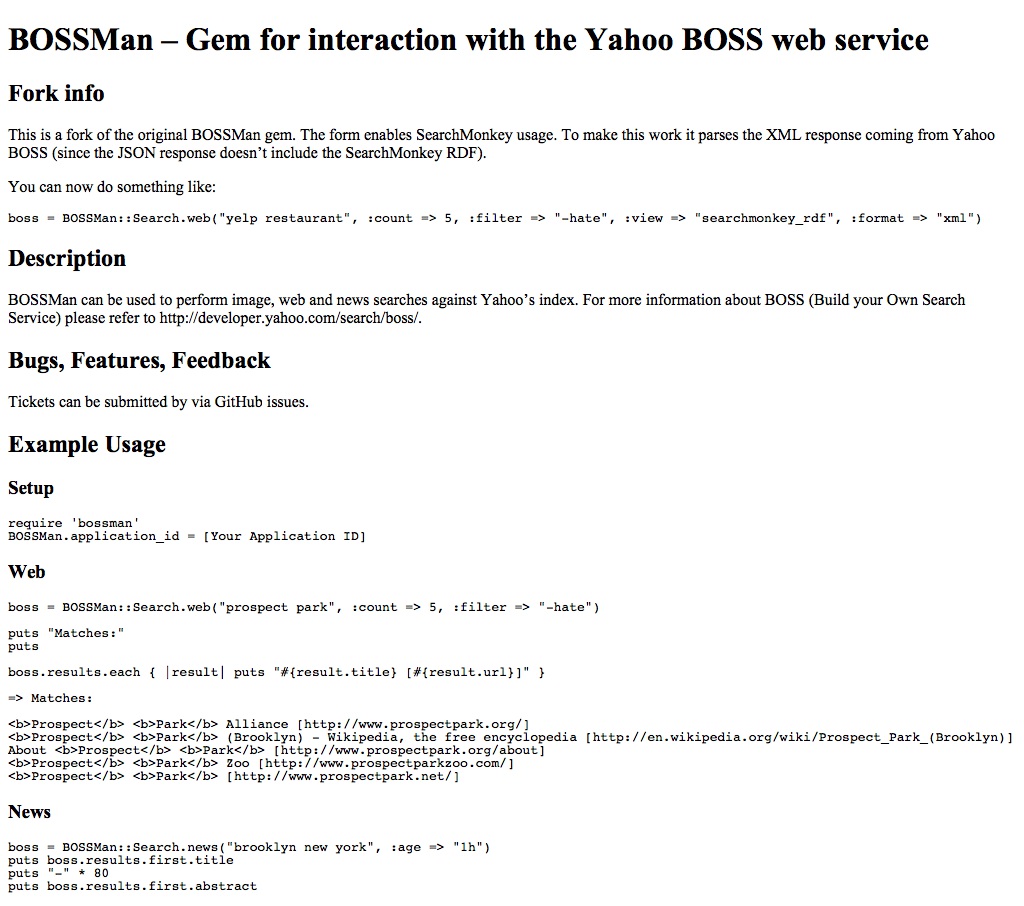 BOSSMan – Gem for interaction with the Yahoo BOSS web service
Fork info
This is a fork of the original BOSSMan gem. The form enables SearchMonkey usage. To make this work it parses the XML response coming from Yahoo
BOSS (since the JSON response doesn’t include the SearchMonkey RDF).
You can now do something like:
boss = BOSSMan::Search.web("yelp restaurant", :count => 5, :filter => "-hate", :view => "searchmonkey_rdf", :format => "xml")
Description
BOSSMan can be used to perform image, web and news searches against Yahoo’s index. For more information about BOSS (Build your Own Search
Service) please refer to http://developer.yahoo.com/search/boss/.
Bugs, Features, Feedback
Tickets can be submitted by via GitHub issues.
Example Usage
Setup
require 'bossman'
BOSSMan.application_id = [Your Application ID]
Web
boss = BOSSMan::Search.web("prospect park", :count => 5, :filter => "-hate")
puts "Matches:"
puts
boss.results.each { |result| puts "#{result.title} [#{result.url}]" }
=> Matches:
<b>Prospect</b> <b>Park</b> Alliance [http://www.prospectpark.org/]
<b>Prospect</b> <b>Park</b> (Brooklyn) - Wikipedia, the free encyclopedia [http://en.wikipedia.org/wiki/Prospect_Park_(Brooklyn)]
About <b>Prospect</b> <b>Park</b> [http://www.prospectpark.org/about]
<b>Prospect</b> <b>Park</b> Zoo [http://www.prospectparkzoo.com/]
<b>Prospect</b> <b>Park</b> [http://www.prospectpark.net/]
News
boss = BOSSMan::Search.news("brooklyn new york", :age => "1h")
puts boss.results.first.title
puts "-" * 80
puts boss.results.first.abstract